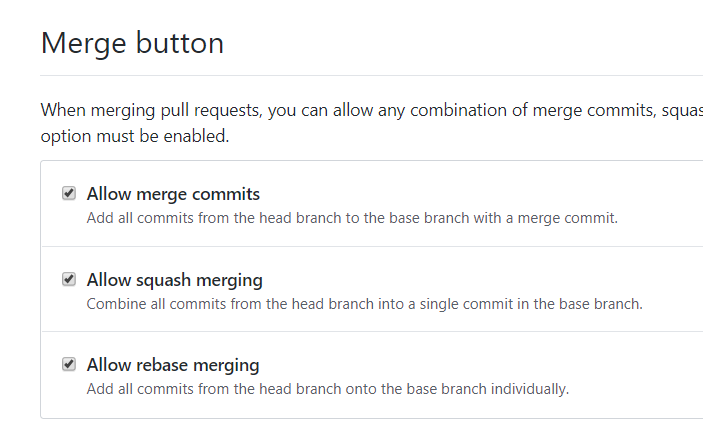 Merge button
When merging pull requests, you can allow any combination of merge commits,
option must be enabled.
Allow merge commits
Add all commits from the head branch to the base branch with a merge commit.
Allow squash merging
Combine all commits from the head branch into a single commit in the base branch.
Allow rebase merging
Add all commits from the head branch onto the base branch individually.